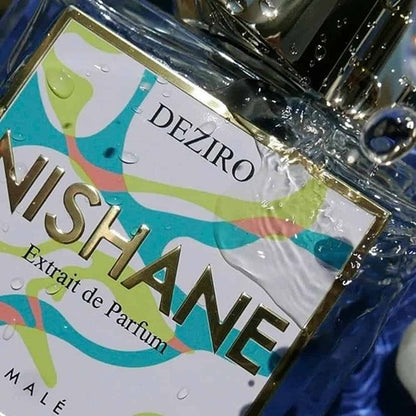 DEZIRO
NISHANE
Extrait de Parfum
MALÉ